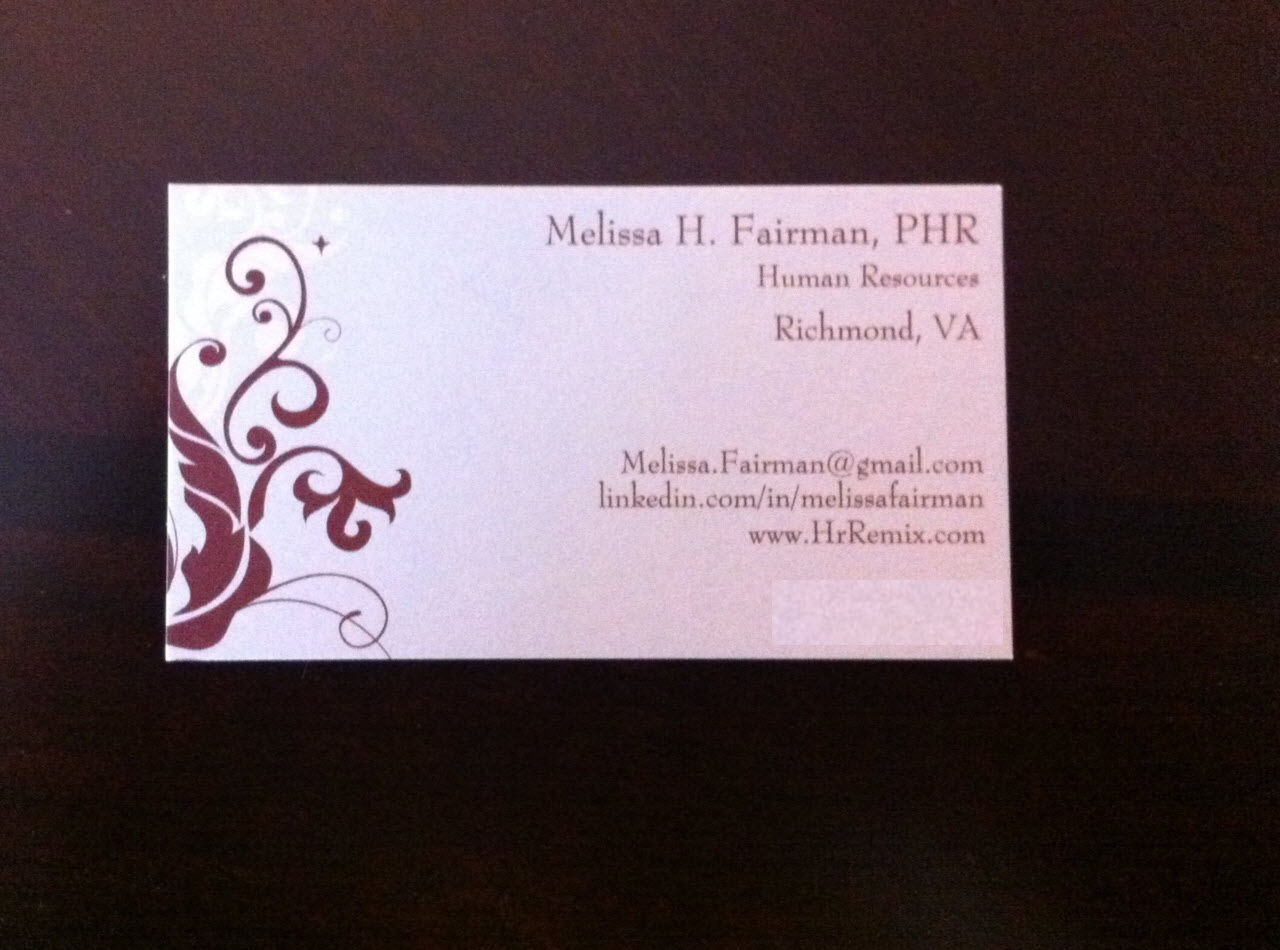 Melissa H. Fairman, PHR
Human Resources
Richmond, VA
Melissa.Fairman@gmail.com
linkedin.com/in/melissafairman
www.HrRemix.com